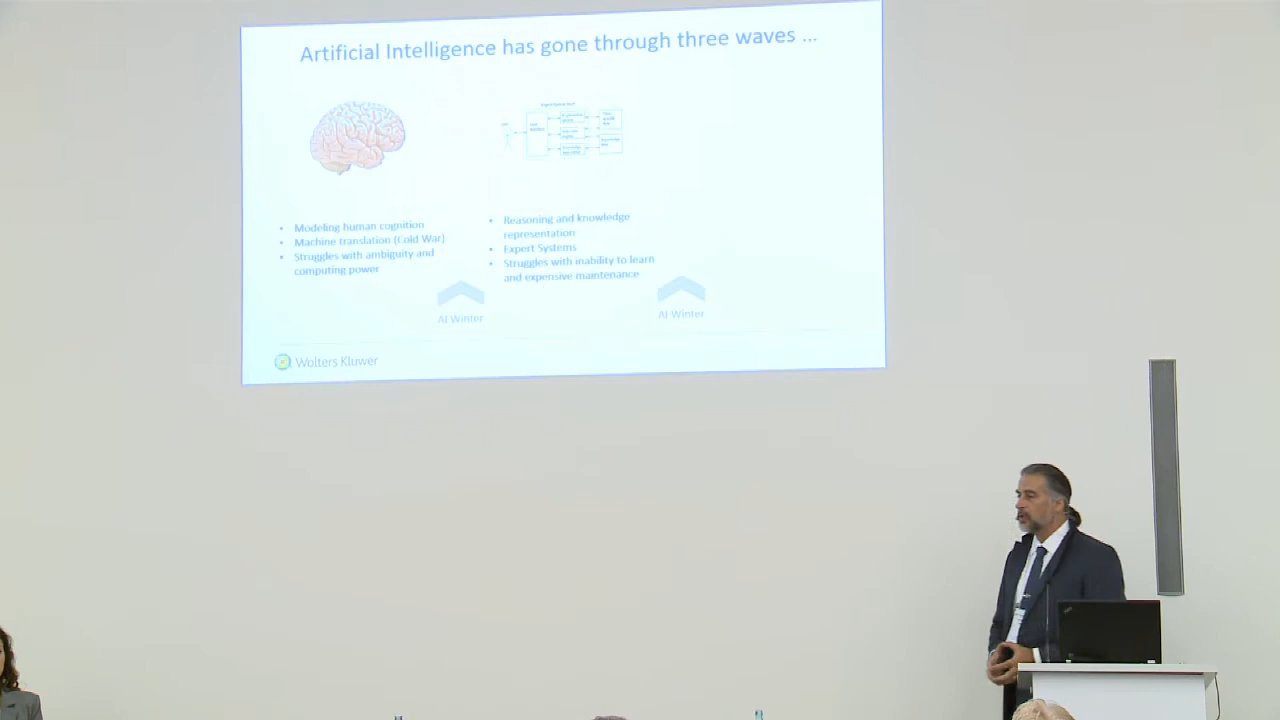 Artificial Intelligence has gone through three waves ...
• Modeling human cognition
• Machine translation (Cold War)
• Struggles with ambiguity and
computing power
• Reasoning and knowledge
representation
• Expert Systems
• Struggles with inability to learn
and expensive maintenance
AI Winter
AI Winter
Wolters Kluwer